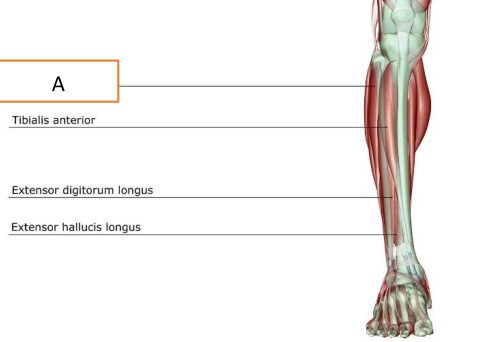 A
Tibialis anterior
Extensor digitorum longus
Extensor hallucis longus